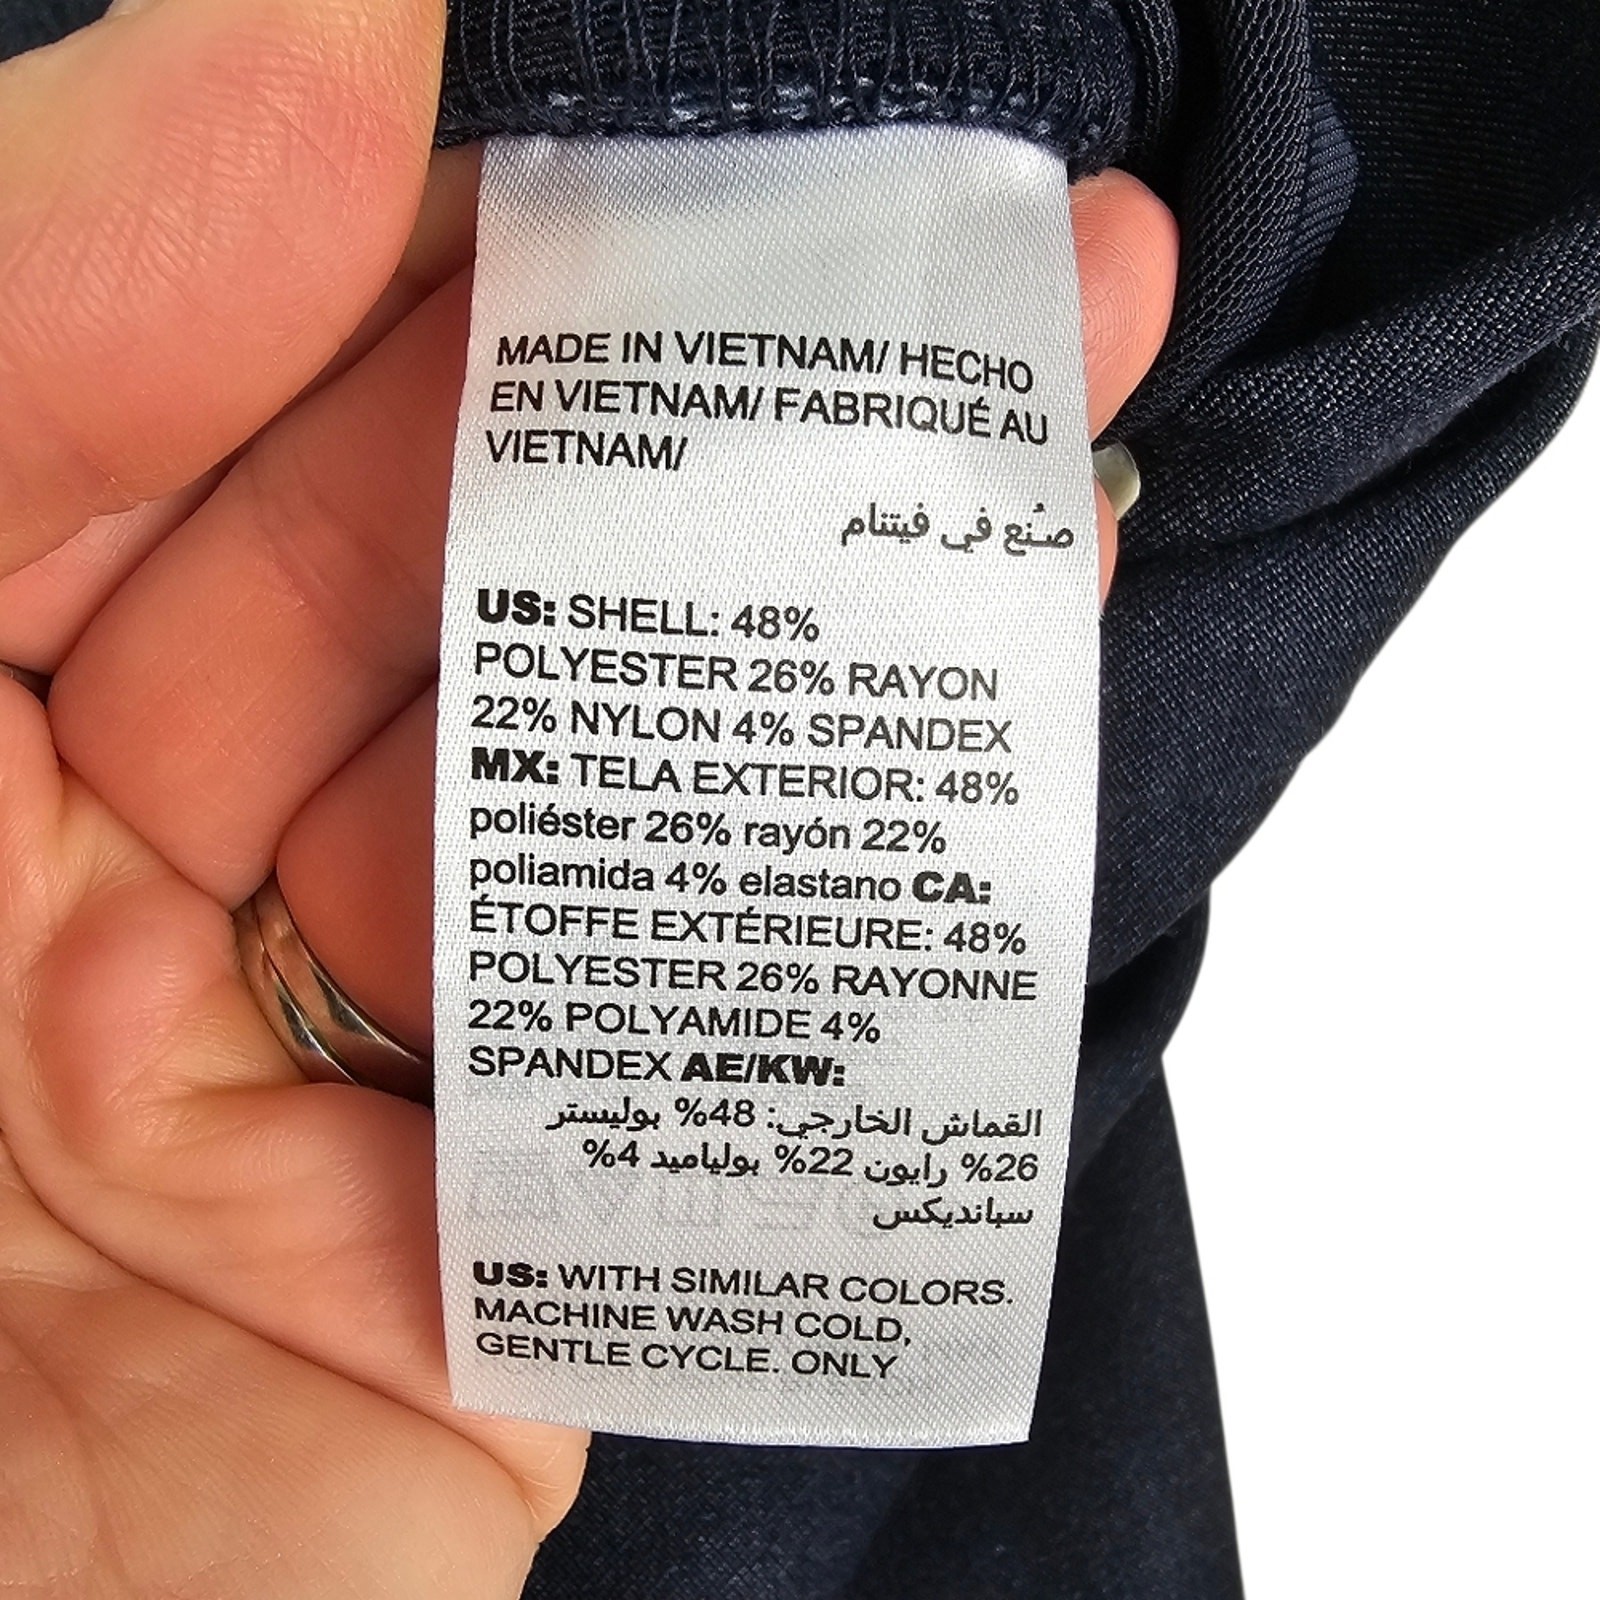 MADE IN VIETNAM/ HECHO
EN VIETNAM/ FABRIQUÉ AU
VIETNAM/
صُنع في فيتنام
US: SHELL: 48%
POLYESTER 26% RAYON
22% NYLON 4% SPANDEX
MX: TELA EXTERIOR: 48%
poliéster 26% rayón 22%
poliamida 4% elastano CA:
ÉTOFFE EXTÉRIEURE: 48%
POLYESTER 26% RAYONNE
22% POLYAMIDE 4%
SPANDEX AE/KW:
القماش الخارجي: 48% بوليستر
26% رايون 22% بولياميد 4%
سبانديكس
US: WITH SIMILAR COLORS.
MACHINE WASH COLD,
GENTLE CYCLE. ONLY